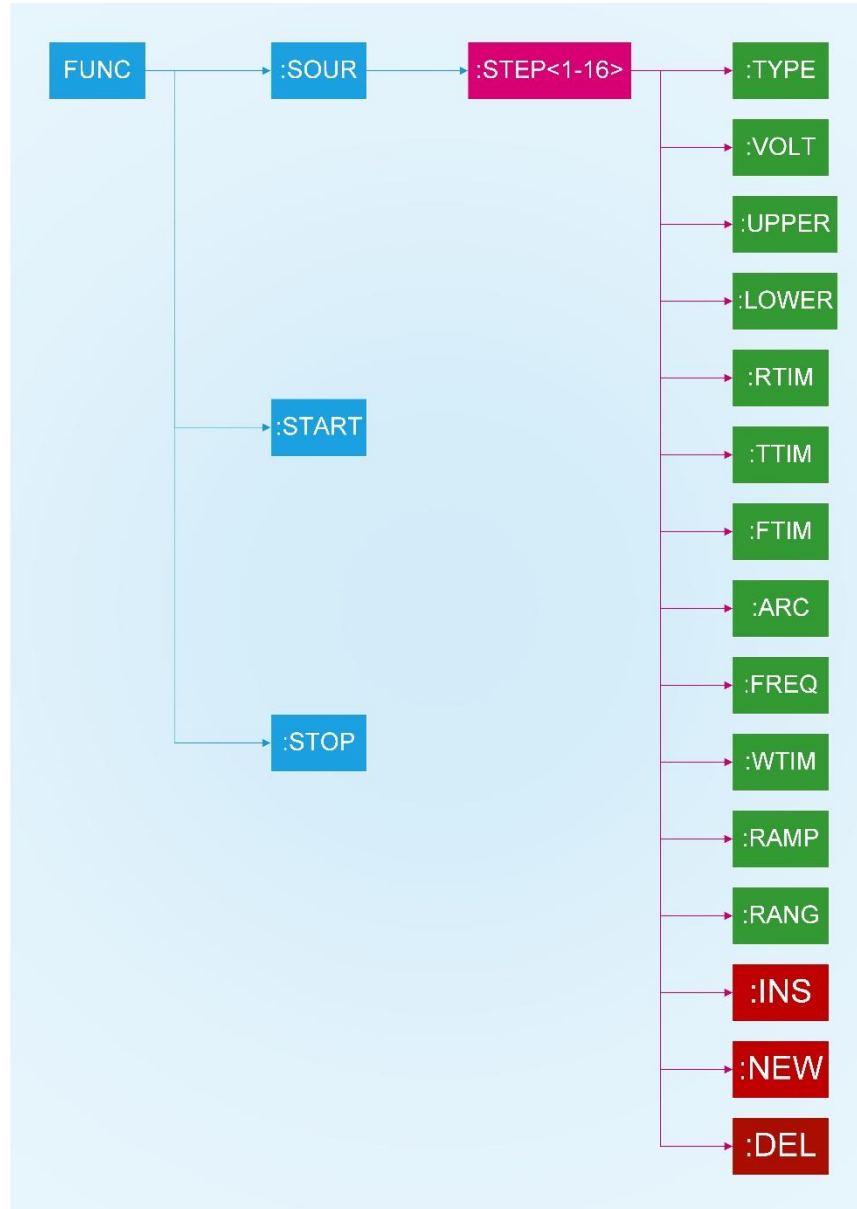 FUNC
:SOUR
:STEP<1-16>
:TYPE
:VOLT
:UPPER
:LOWER
:RTIM
:START
:TTIM
:FTIM
:ARC
:FREQ
:STOP
:WTIM
:RAMP
:RANG
:INS
:NEW
:DEL